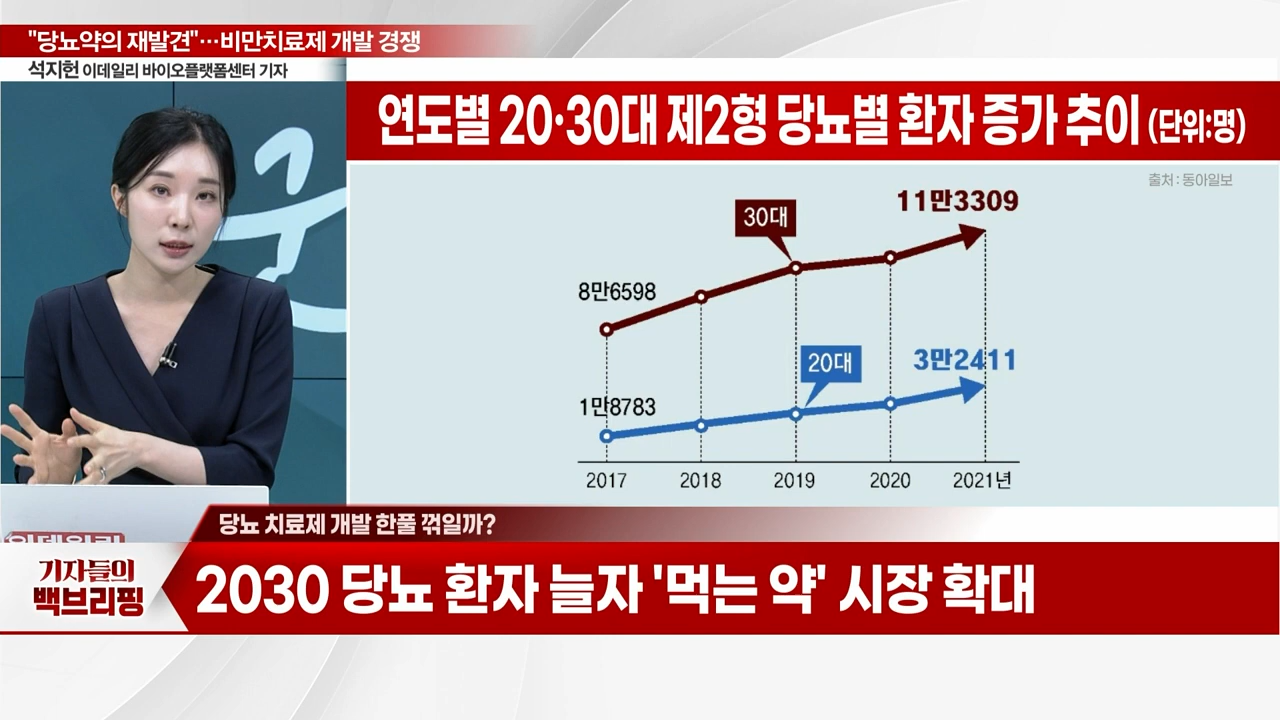 "당뇨약의 재발견"…비만치료제 개발 경쟁
석지헌 이데일리 바이오플랫폼센터 기자
연도별 20·30대 제2형 당뇨별 환자 증가 추이 (단위:명)
출처 : 동아일보
11만3309
30대
8만6598
3만2411
20대
1만8783
2017 2018 2019 2020 2021년
당뇨 치료제 개발 한풀 꺾일까?
기자들의
백브리핑
2030 당뇨 환자 늘자 '먹는 약' 시장 확대